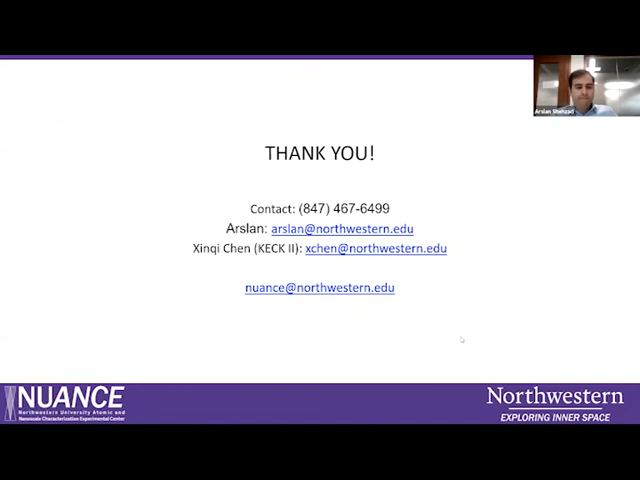 Arslan Shehzad
THANK YOU!
Contact: (847) 467-6499
Arslan: arslan@northwestern.edu
Xinqi Chen (KECK II): xchen@northwestern.edu
nuance@northwestern.edu
NUANCE
Northwestern University Atomic and
Nanoscale Characterization Experimental Center
Northwestern
EXPLORING INNER SPACE